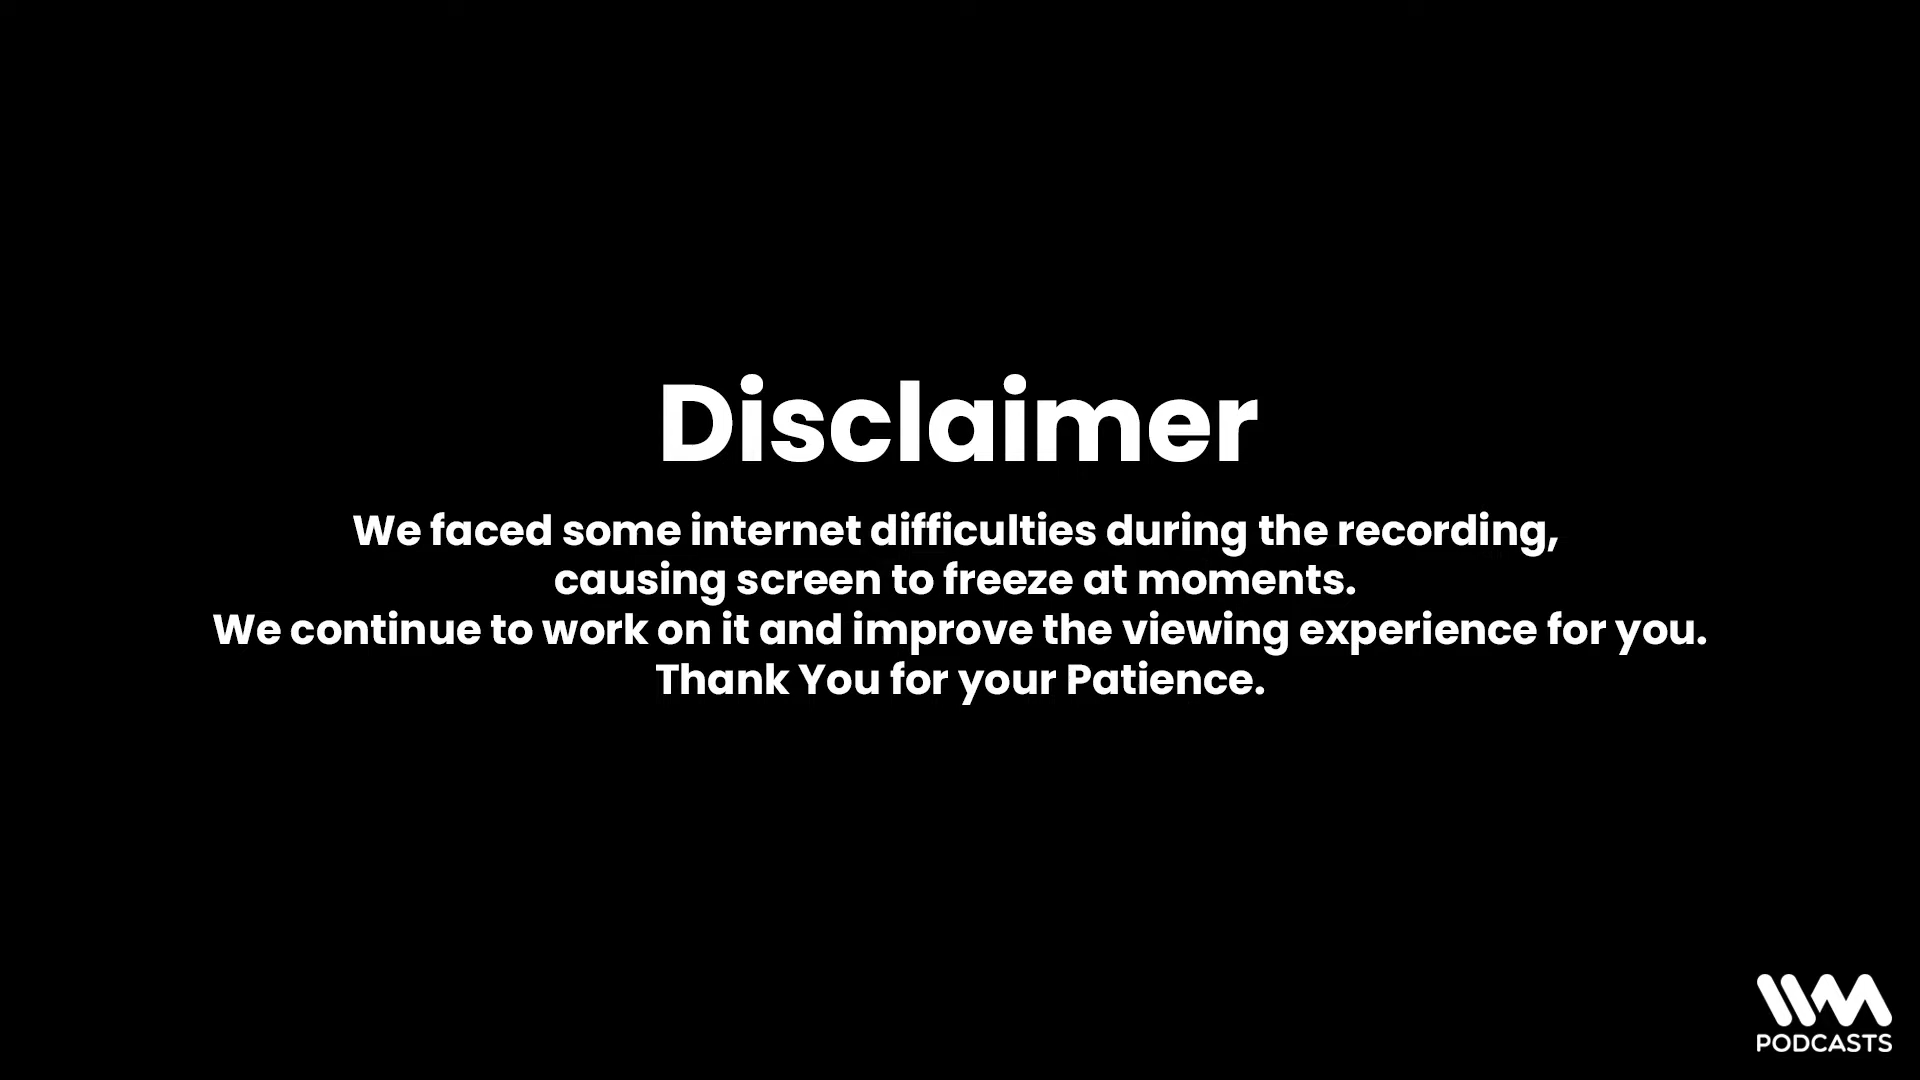 Disclaimer
We faced some internet difficulties during the recording,
causing screen to freeze at moments.
We continue to work on it and improve the viewing experience for you.
Thank You for your Patience.
IVM
PODCASTS